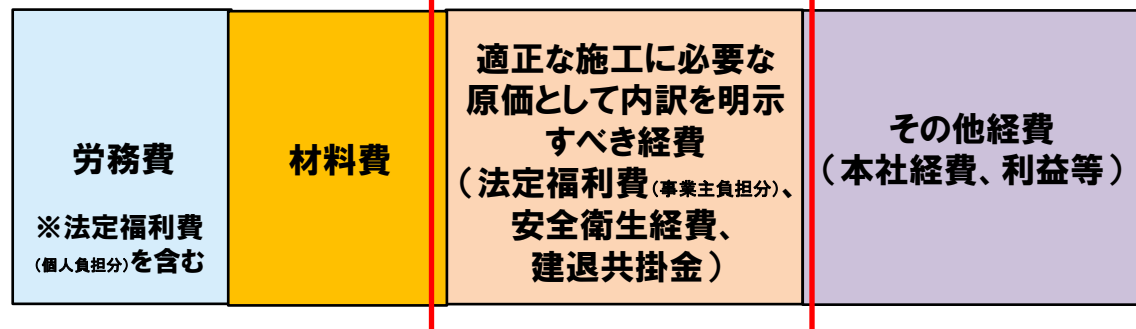 労務費
※法定福利費
(個人負担分)を含む
材料費
適正な施工に必要な
原価として内訳を明示
すべき経費
（法定福利費(事業主負担分)、
安全衛生経費、
建退共掛金）
その他経費
（本社経費、利益等）